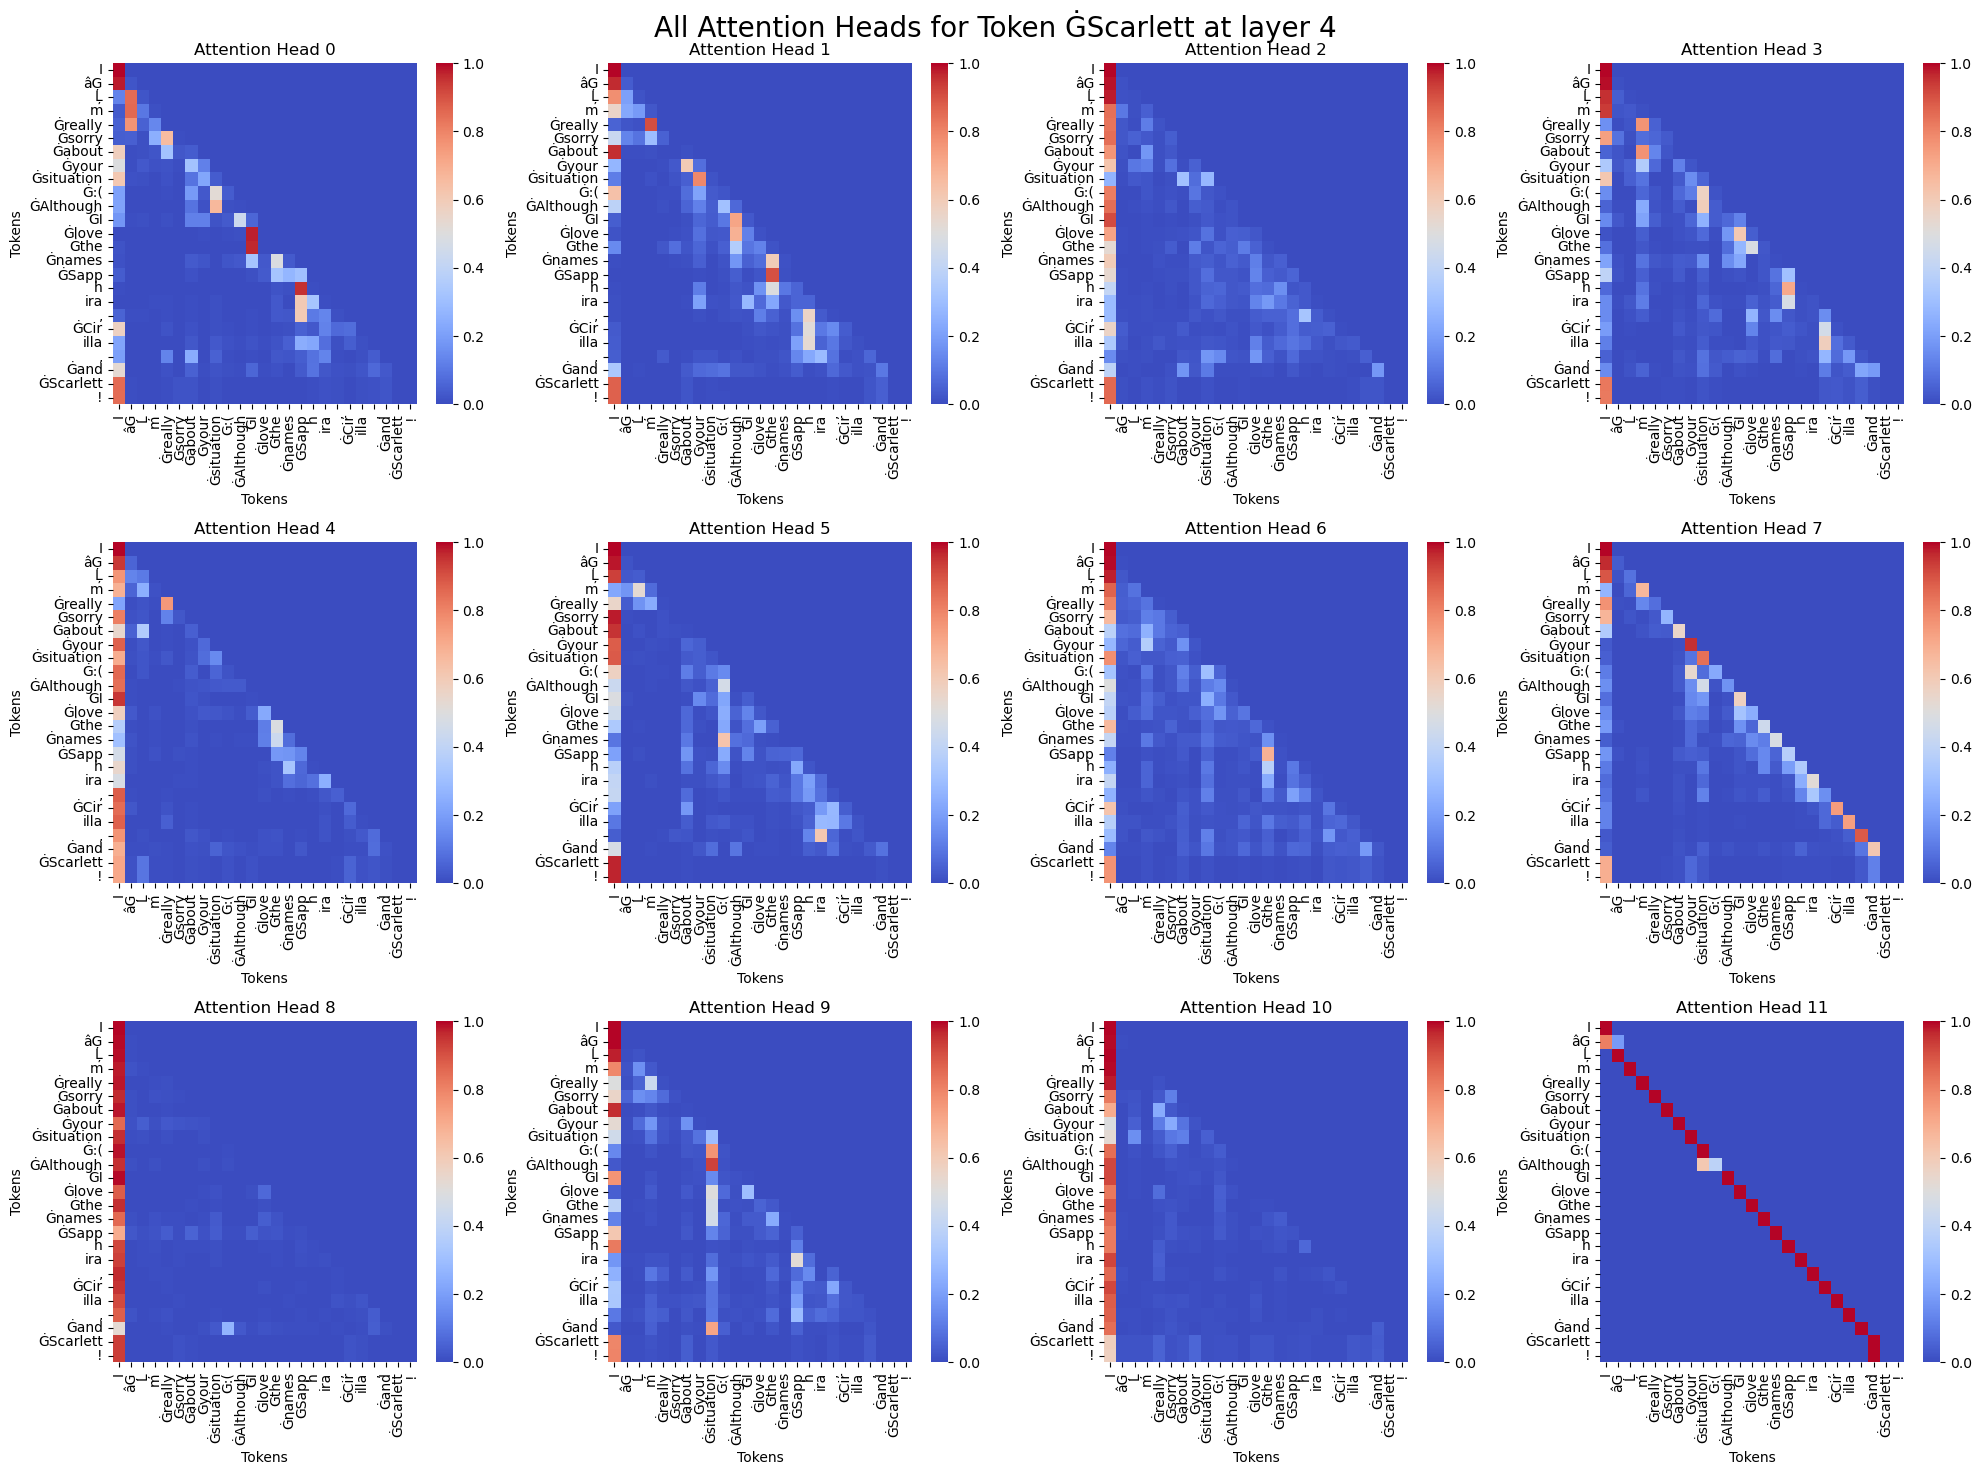 All Attention Heads for Token ĠScarlett at layer 4
Attention Head 0
Attention Head 1
Attention Head 2
Attention Head 3
Attention Head 4
Attention Head 5
Attention Head 6
Attention Head 7
Attention Head 8
Attention Head 9
Attention Head 10
Attention Head 11
Tokens
I
âĢ
Ļ
m
Ġreally
Ġsorry
Ġabout
Ġyour
Ġsituation
Ġ:(
ĠAlthough
ĠI
Ġlove
Ġthe
Ġnames
ĠSapp
h
ira
,
ĠCir
illa
,
Ġand
ĠScarlett
!
1.0
0.8
0.6
0.4
0.2
0.0
Tokens